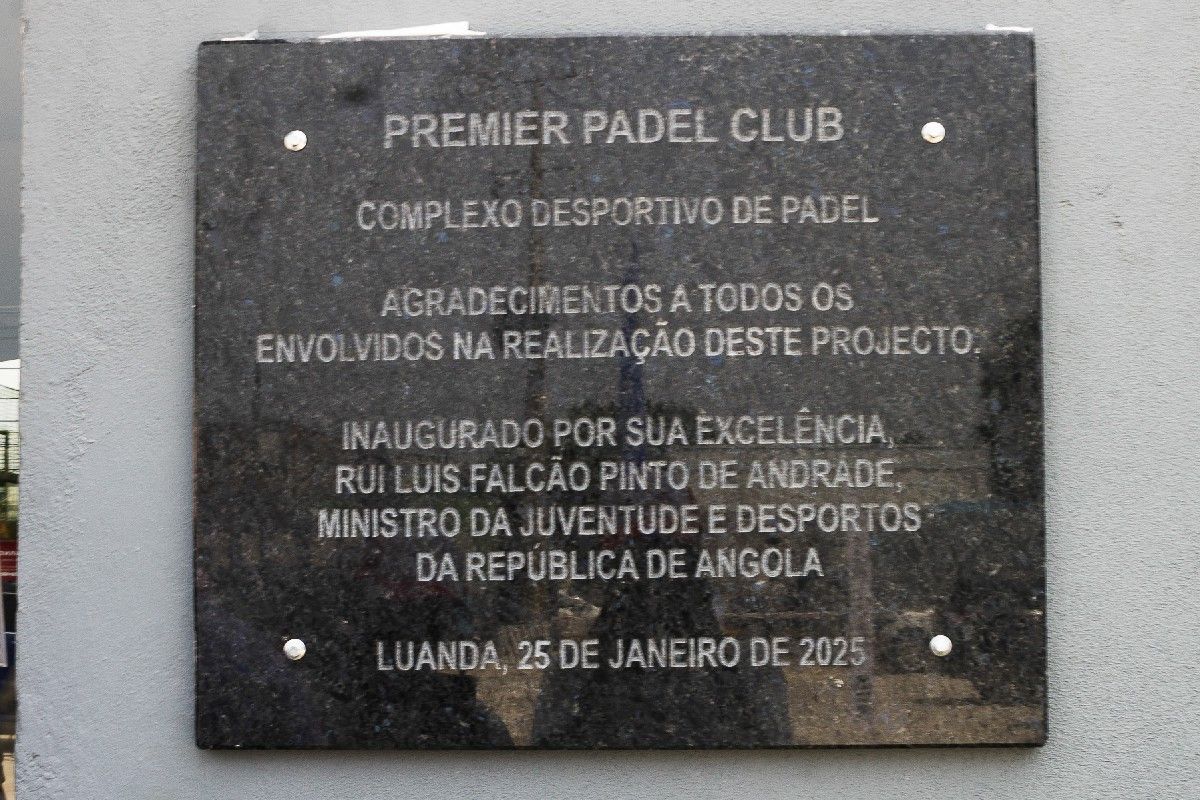 PREMIER PADEL CLUB
COMPLEXO DESPORTIVO DE PADEL
AGRADECIMENTOS A TODOS OS
ENVOLVIDOS NA REALIZAÇÃO DESTE PROJECTO.
INAUGURADO POR SUA EXCELÊNCIA,
RUI LUIS FALCÃO PINTO DE ANDRADE,
MINISTRO DA JUVENTUDE E DESPORTOS
DA REPÚBLICA DE ANGOLA
LUANDA, 25 DE JANEIRO DE 2025